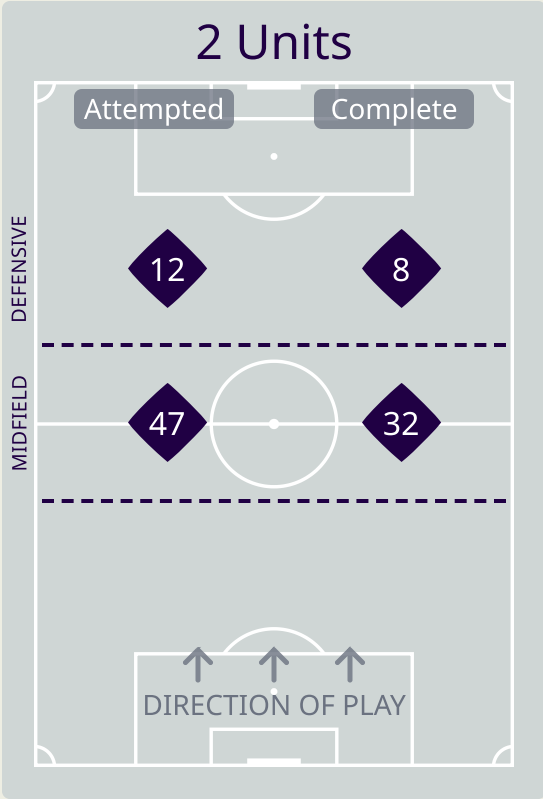 2 Units
Attempted
Complete
DEFENSIVE
12
8
MIDFIELD
47
32
DIRECTION OF PLAY